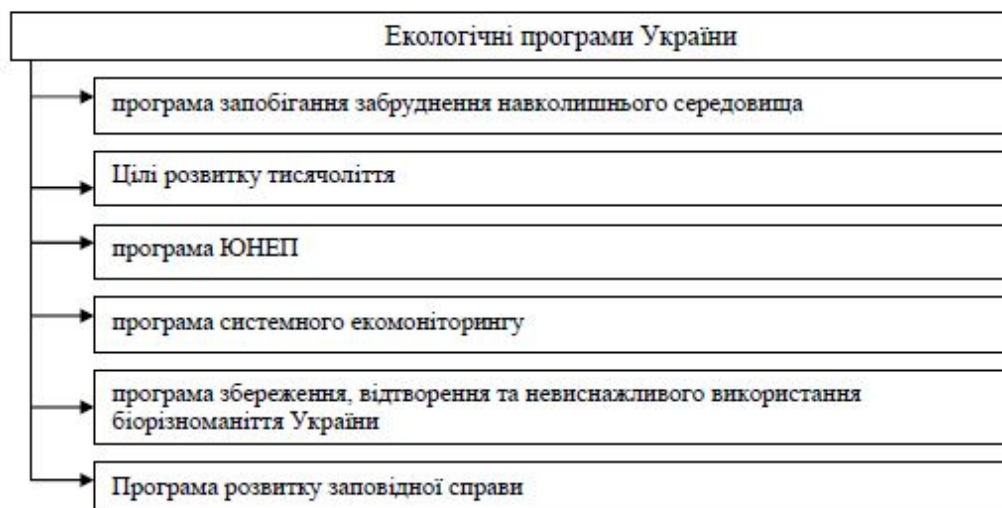 Екологічні програми України
програма запобігання забруднення навколишнього середовища
Цілі розвитку тисячоліття
програма ЮНЕП
програма системного екомоніторингу
програма збереження, відтворення та невиснажливого використання
біорізноманіття України
Програма розвитку заповідної справи